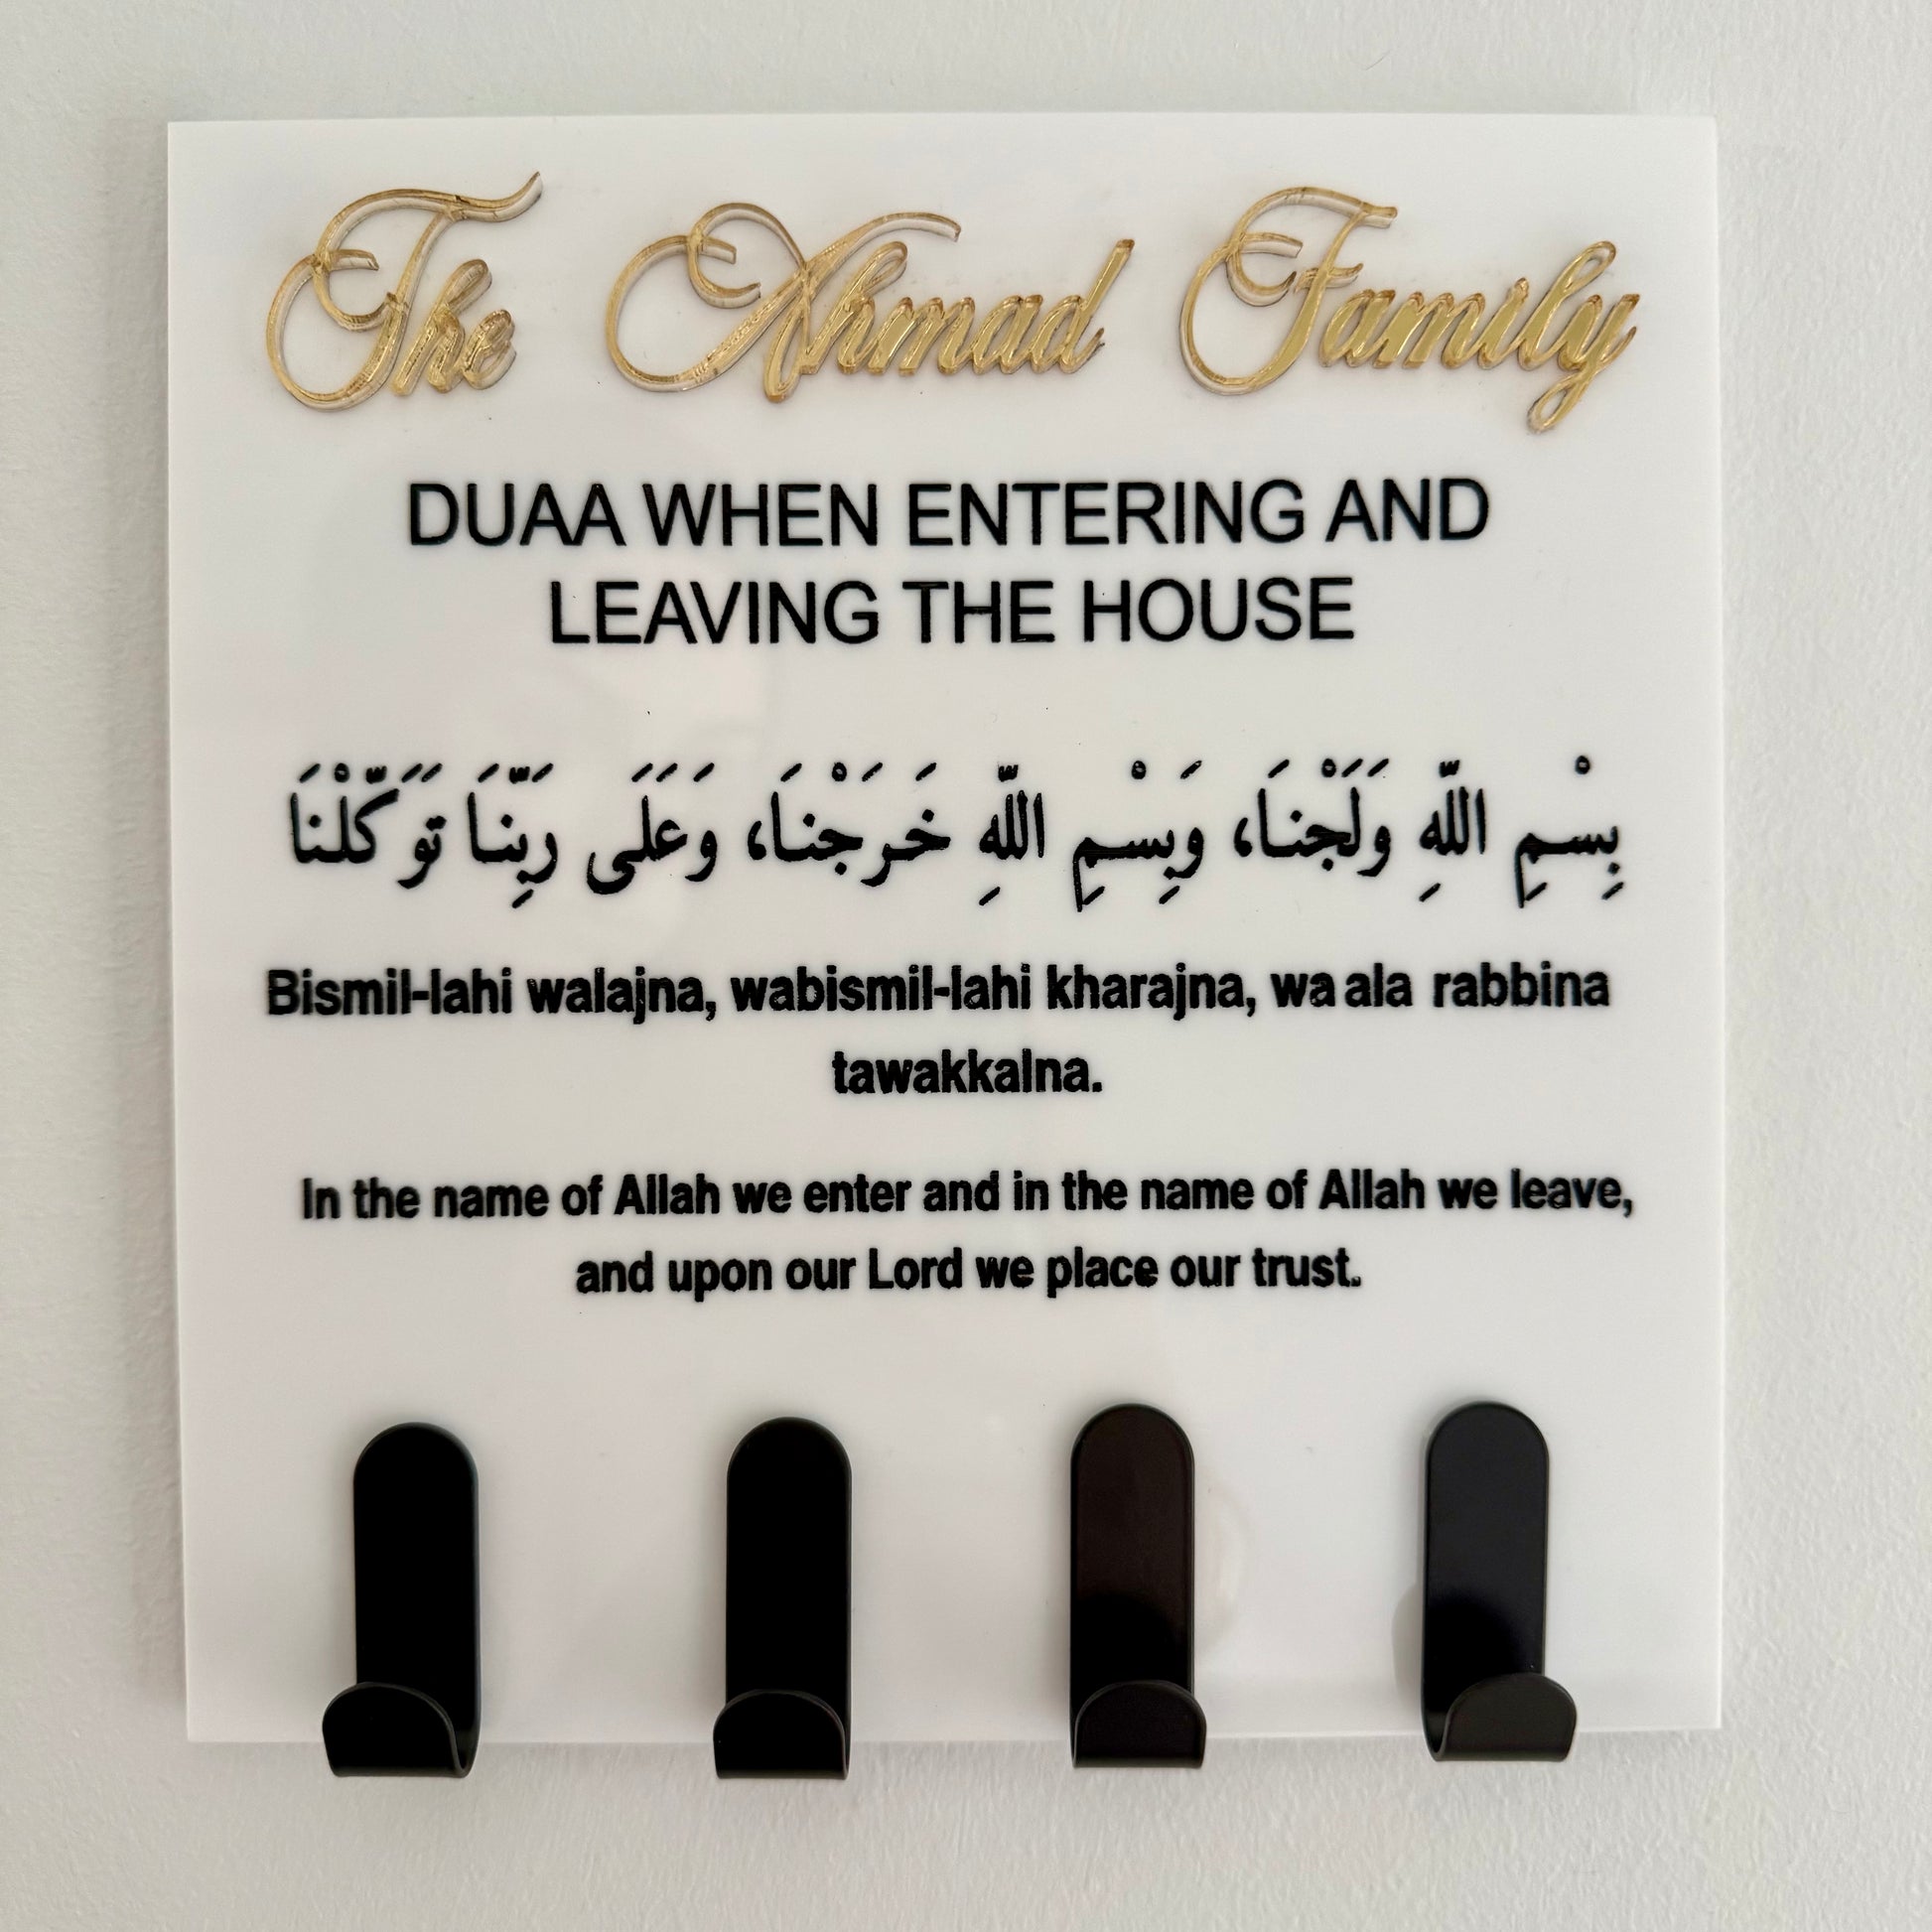 The Ahmad Family
DUAA WHEN ENTERING AND
LEAVING THE HOUSE
بِسْمِ اللّهِ وَلَجْنَا، وَبِسْمِ اللّهِ خَرَجْنَا، وَعَلَى رَبِّنَا تَوَكَّلْنَا
Bismil-lahi walajna, wabismil-lahi kharajna, wa ala rabbina
tawakkalna.
In the name of Allah we enter and in the name of Allah we leave,
and upon our Lord we place our trust.